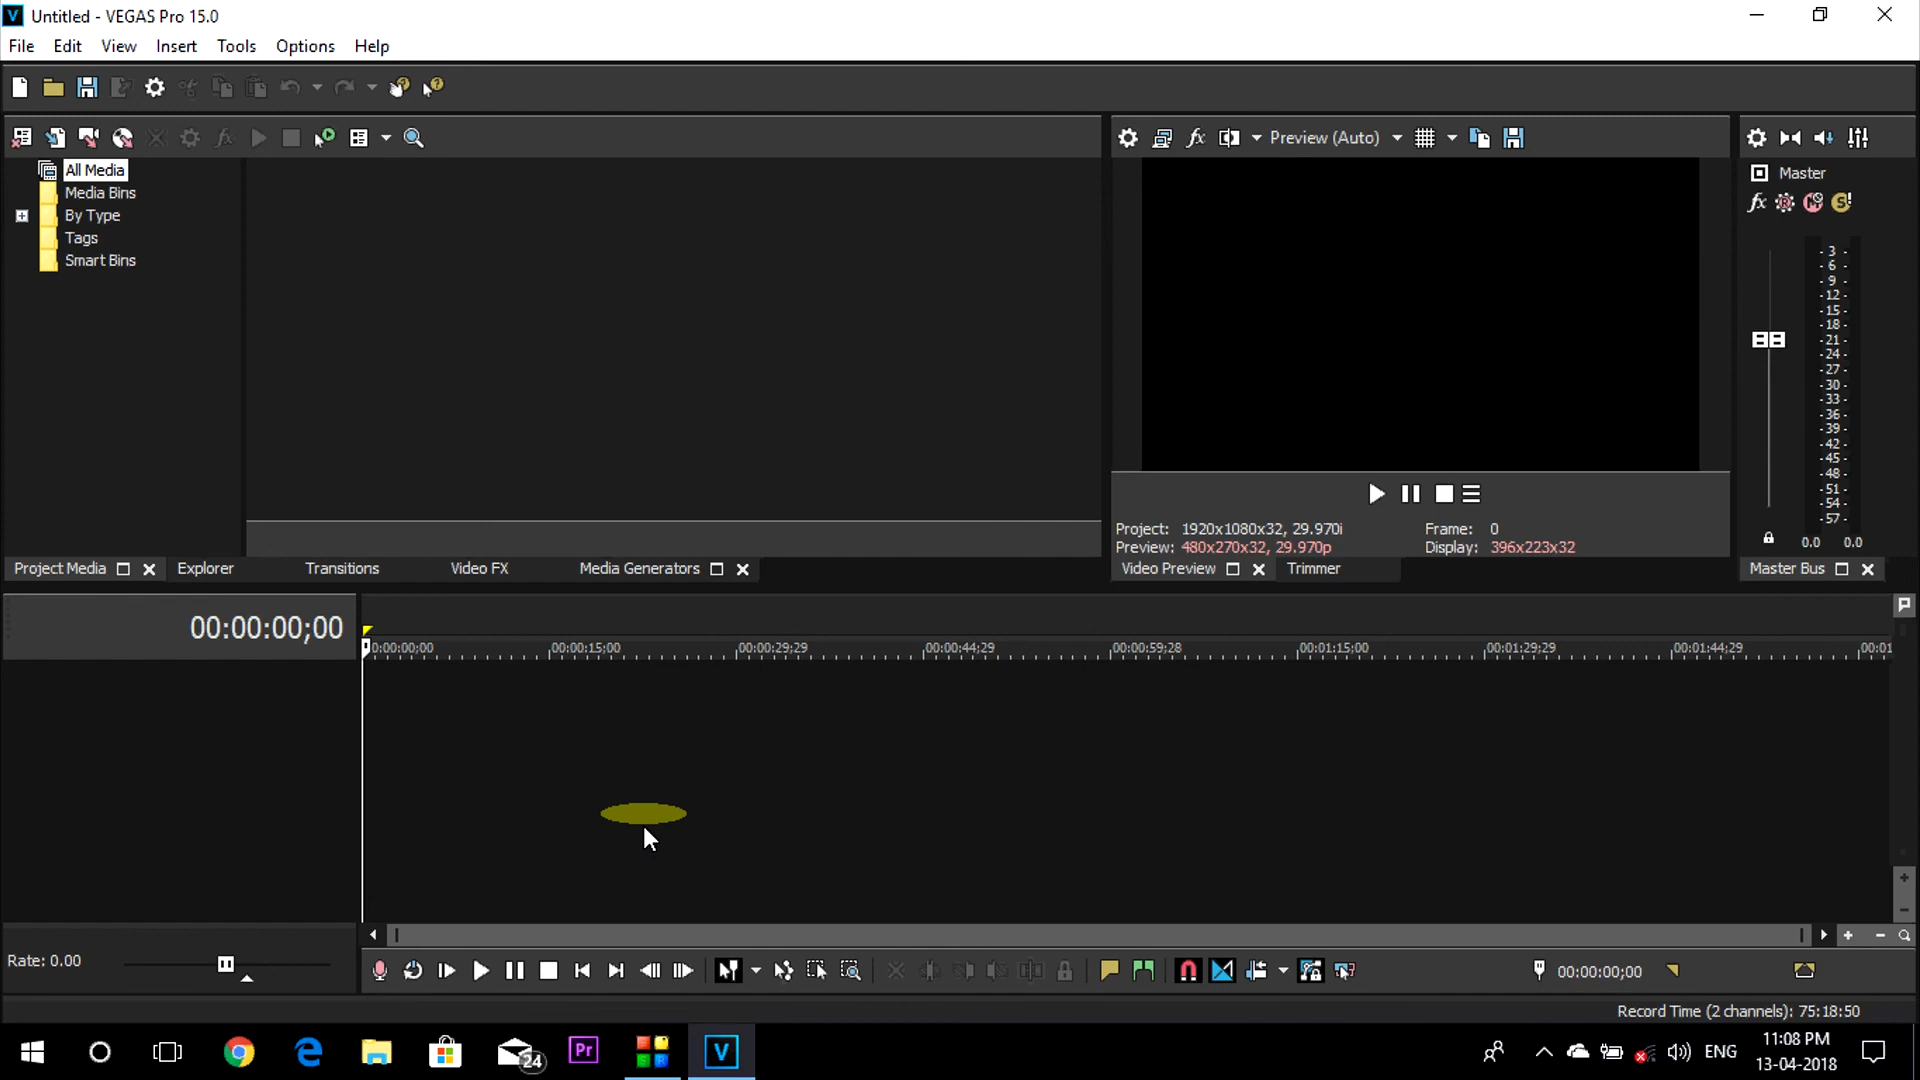 Untitled - VEGAS Pro 15.0
File Edit View Insert Tools Options Help
Preview (Auto)
All Media
Media Bins
By Type
Tags
Smart Bins
Master
3
6
9
12
15
18
21
24
27
30
33
36
39
42
45
48
51
54
57
0.0 0.0
Project: 1920x1080x32, 29.970i Frame: 0
Preview: 480x270x32, 29.970p Display: 396x223x32
Project Media Explorer Transitions Video FX Media Generators Video Preview Trimmer Master Bus
00:00:00;00
0:00:00;00 00:00:15;00 00:00:29;29 00:00:44;29 00:00:59;28 00:01:15;00 00:01:29;29 00:01:44;29 00:01
Rate: 0.00
00:00:00;00
Record Time (2 channels): 75:18:50
24 Pr V ENG 11:08 PM
13-04-2018